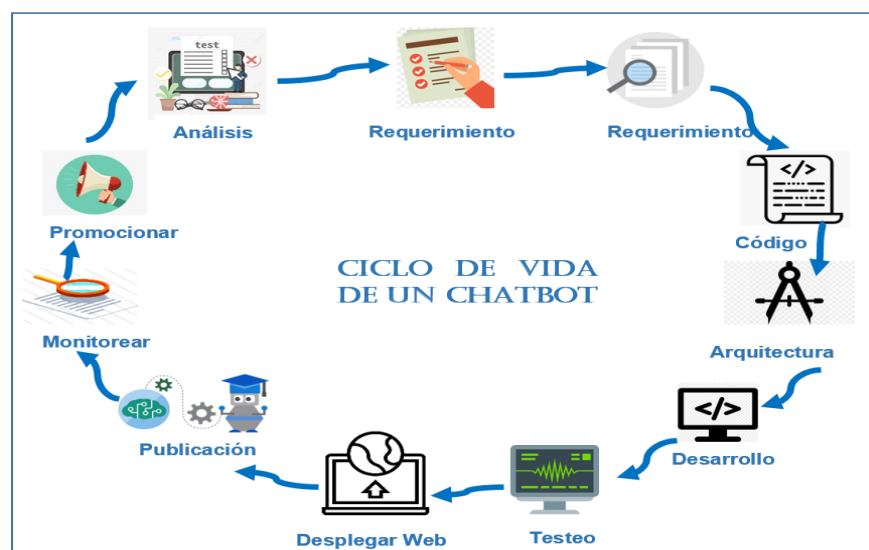 test
Análisis
Requerimiento
Requerimiento
</>
Código
Arquitectura
</>
Desarrollo
Testeo
Desplegar Web
Publicación
Monitorear
Promocionar
CICLO DE VIDA
DE UN CHATBOT